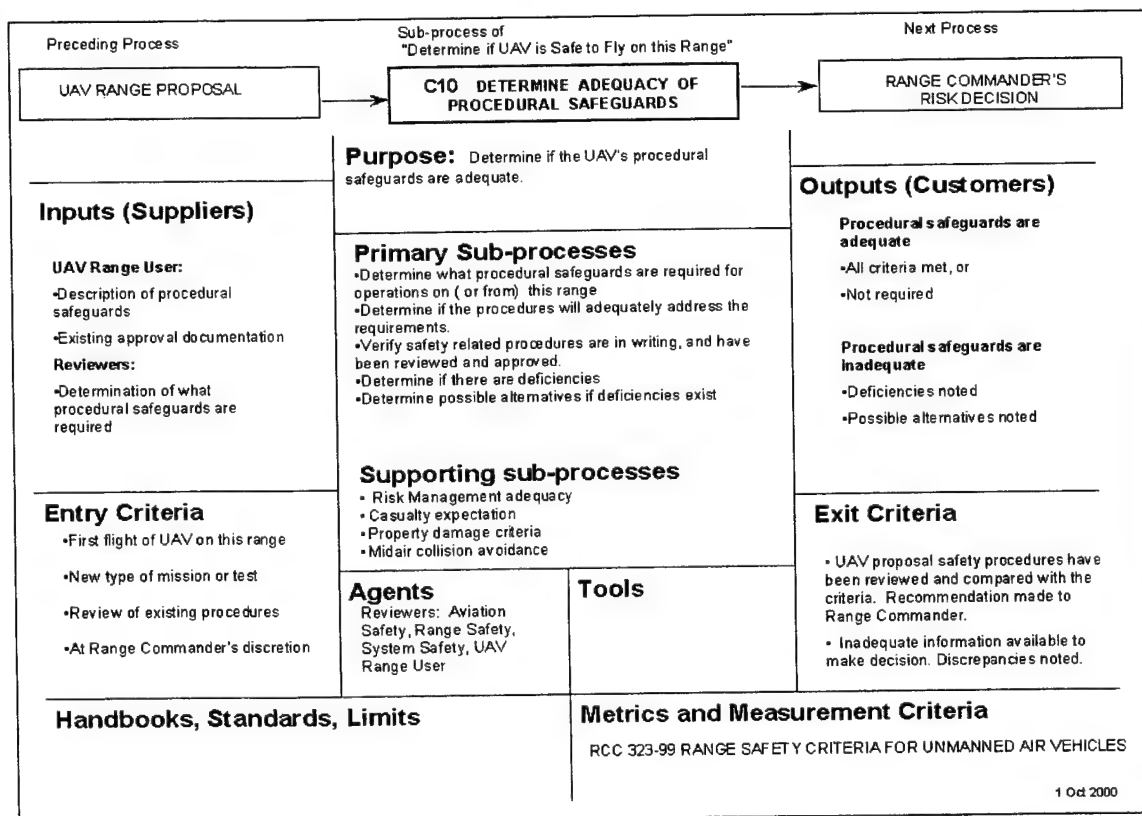 Preceding Process
Sub-process of
"Determine if UAV is Safe to Fly on this Range"
Next Process
UAV RANGE PROPOSAL
C10 DETERMINE ADEQUACY OF
PROCEDURAL SAFEGUARDS
RANGE COMMANDER'S
RISK DECISION
Purpose: Determine if the UAV's procedural
safeguards are adequate.
Inputs (Suppliers)
UAV Range User:
•Description of procedural
safeguards
•Existing approval documentation
Reviewers:
•Determination of what
procedural safeguards are
required
Primary Sub-processes
•Determine what procedural safeguards are required for
operations on ( or from) this range
•Determine if the procedures will adequately address the
requirements.
•Verify safety related procedures are in writing, and have
been reviewed and approved.
•Determine if there are deficiencies
•Determine possible alternatives if deficiencies exist
Supporting sub-processes
• Risk Management adequacy
• Casualty expectation
• Property damage criteria
• Midair collision avoidance
Outputs (Customers)
Procedural safeguards are
adequate
•All criteria met, or
•Not required
Procedural safeguards are
inadequate
•Deficiencies noted
•Possible alternatives noted
Entry Criteria
•First flight of UAV on this range
•New type of mission or test
•Review of existing procedures
•At Range Commander's discretion
Agents
Reviewers: Aviation
Safety, Range Safety,
System Safety, UAV
Range User
Tools
Exit Criteria
• UAV proposal safety procedures have
been reviewed and compared with the
criteria. Recommendation made to
Range Commander.
• Inadequate information available to
make decision. Discrepancies noted.
Handbooks, Standards, Limits
Metrics and Measurement Criteria
RCC 323-99 RANGE SAFETY CRITERIA FOR UNMANNED AIR VEHICLES
1 Oct 2000